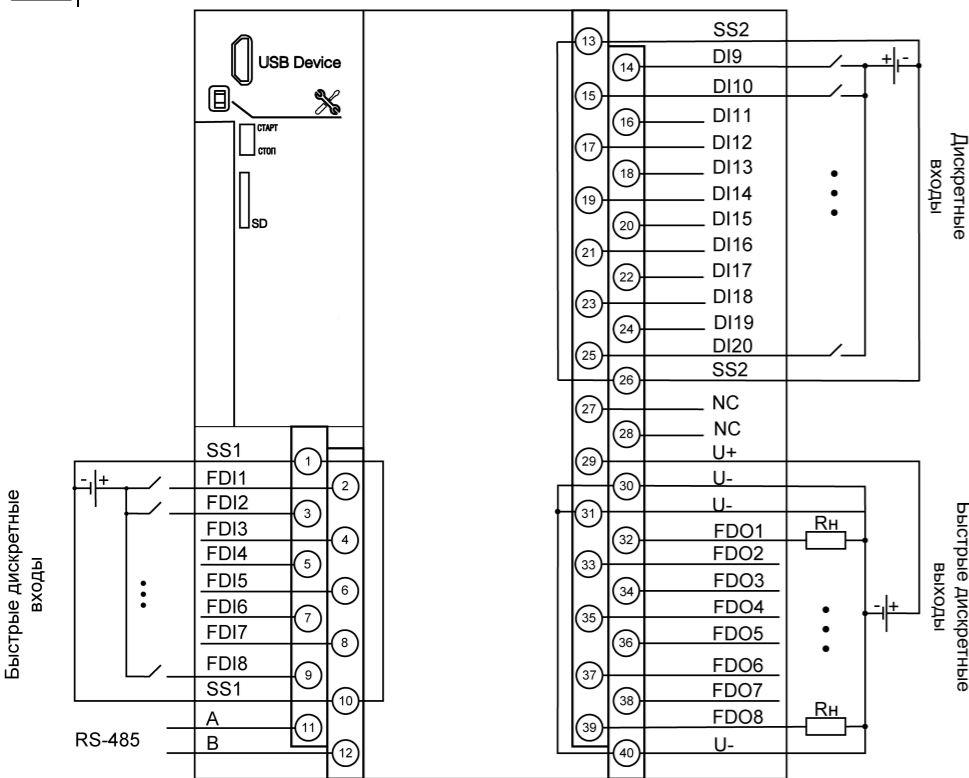 USB Device
СТАРТ
СТОП
SD
SS1
1
FDI1
2
FDI2
3
FDI3
4
FDI4
5
FDI5
6
FDI6
7
FDI7
8
FDI8
9
SS1
10
A
11
B
12
RS-485
- +
Быстрые дискретные
входы
13
SS2
14
DI9
15
DI10
16
DI11
17
DI12
18
DI13
19
DI14
20
DI15
21
DI16
22
DI17
23
DI18
24
DI19
25
DI20
26
SS2
+ -
Дискретные
входы
27
NC
28
NC
29
U+
30
U-
31
U-
32
FDO1
Rн
33
FDO2
34
FDO3
35
FDO4
36
FDO5
37
FDO6
38
FDO7
39
FDO8
Rн
40
U-
- +
Быстрые дискретные
выходы